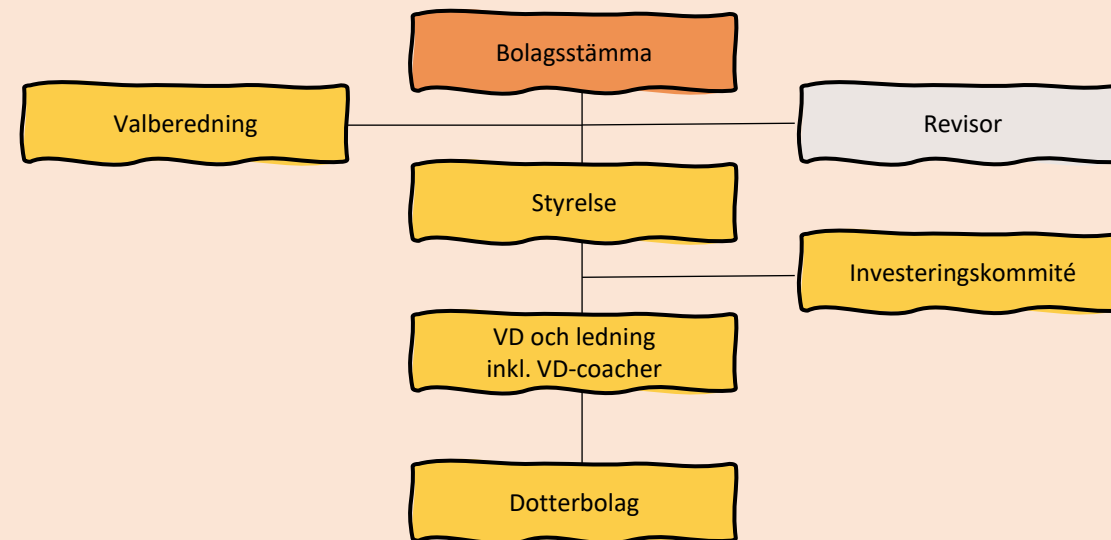 Bolagsstämma
Valberedning
Revisor
Styrelse
Investeringskommité
VD och ledning
inkl. VD-coacher
Dotterbolag